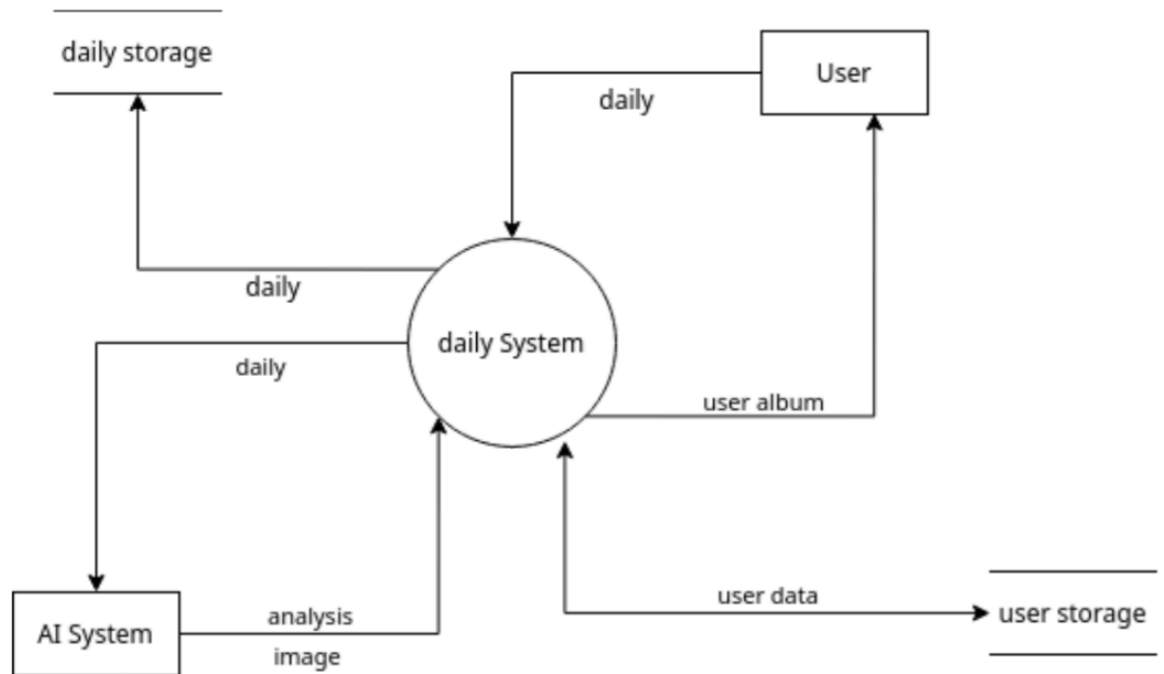 daily storage
User
daily
daily
daily System
daily
user album
user data
analysis
user storage
AI System
image